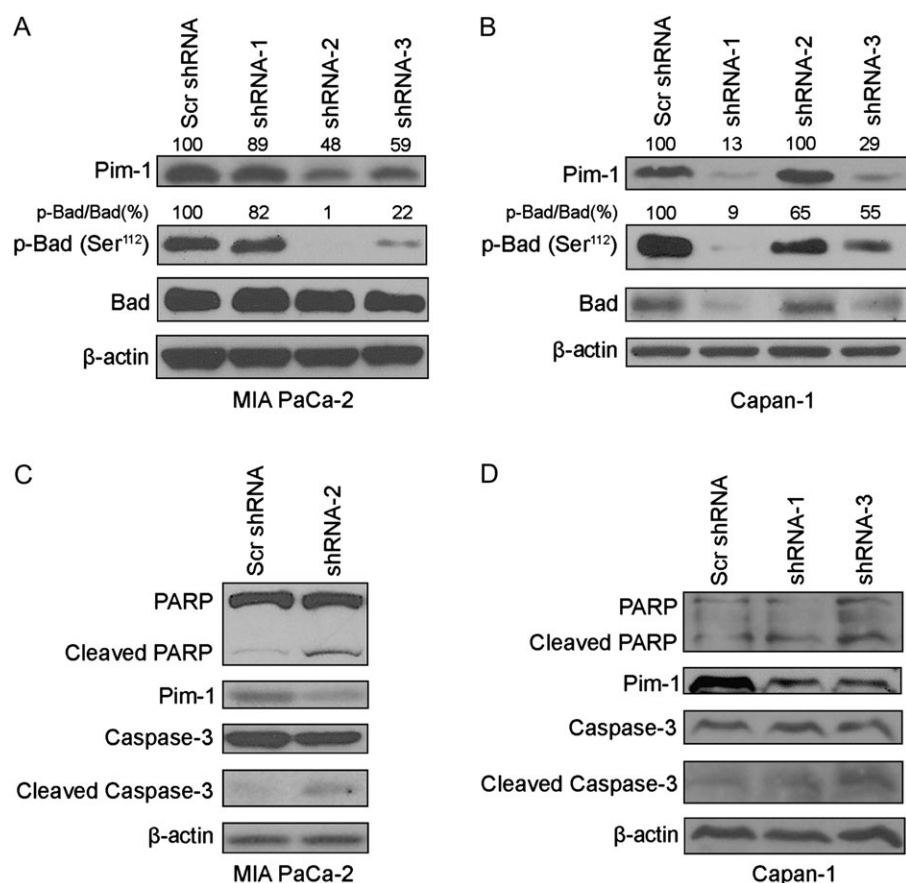 A
Scr shRNA shRNA-1 shRNA-2 shRNA-3
100 89 48 59
Pim-1
p-Bad/Bad(%) 100 82 1 22
p-Bad (Ser¹¹²)
Bad
β-actin
MIA PaCa-2
B
Scr shRNA shRNA-1 shRNA-2 shRNA-3
100 13 100 29
Pim-1
p-Bad/Bad(%) 100 9 65 55
p-Bad (Ser¹¹²)
Bad
β-actin
Capan-1
C
Scr shRNA shRNA-2
PARP
Cleaved PARP
Pim-1
Caspase-3
Cleaved Caspase-3
β-actin
MIA PaCa-2
D
Scr shRNA shRNA-1 shRNA-3
PARP
Cleaved PARP
Pim-1
Caspase-3
Cleaved Caspase-3
β-actin
Capan-1